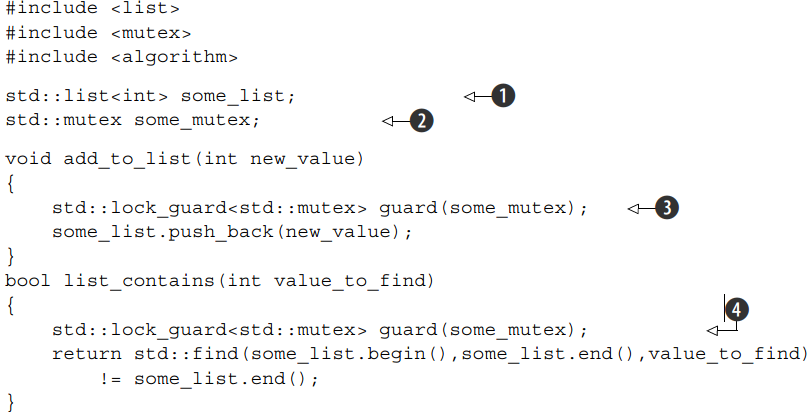 #include <list>
#include <mutex>
#include <algorithm>
std::list<int> some_list; 1
std::mutex some_mutex; 2
void add_to_list(int new_value)
{
    std::lock_guard<std::mutex> guard(some_mutex); 3
    some_list.push_back(new_value);
}
bool list_contains(int value_to_find)
{
4
    std::lock_guard<std::mutex> guard(some_mutex);
    return std::find(some_list.begin(),some_list.end(),value_to_find)
        != some_list.end();
}